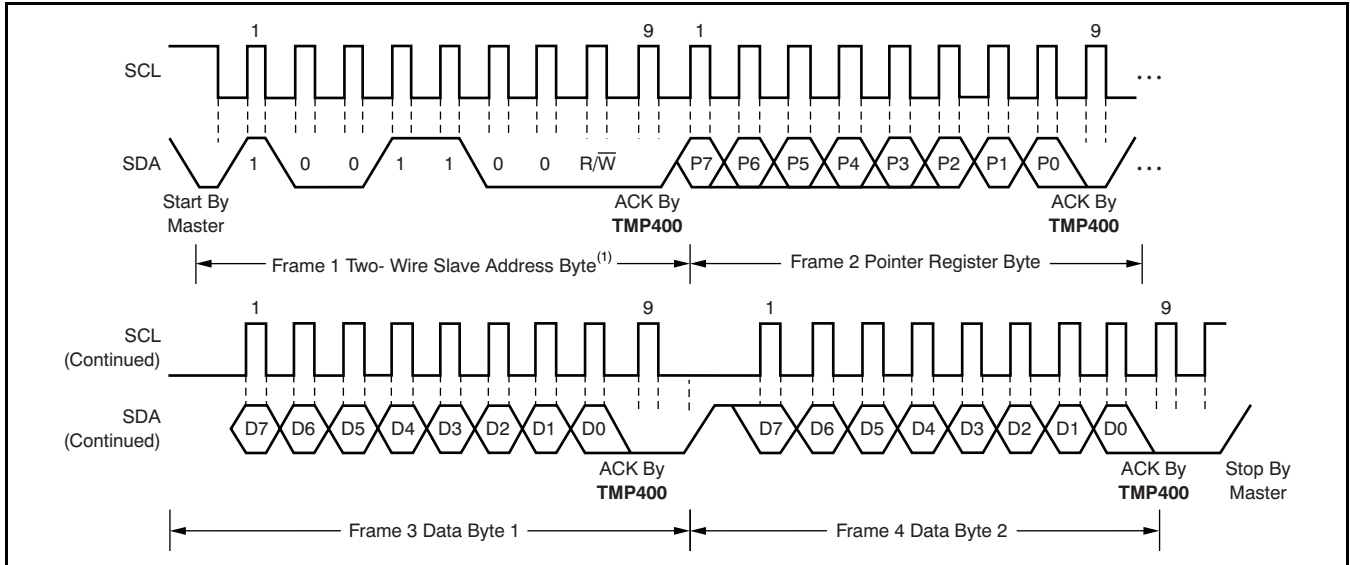 1 9 1 9
SCL ...
SDA 1 0 0 1 1 0 0 R/W̅ P7 P6 P5 P4 P3 P2 P1 P0 ...
Start By Master
ACK By TMP400
ACK By TMP400
Frame 1 Two- Wire Slave Address Byte(1)
Frame 2 Pointer Register Byte
1 9 1 9
SCL (Continued)
SDA (Continued) D7 D6 D5 D4 D3 D2 D1 D0 D7 D6 D5 D4 D3 D2 D1 D0
ACK By TMP400
ACK By TMP400
Stop By Master
Frame 3 Data Byte 1
Frame 4 Data Byte 2